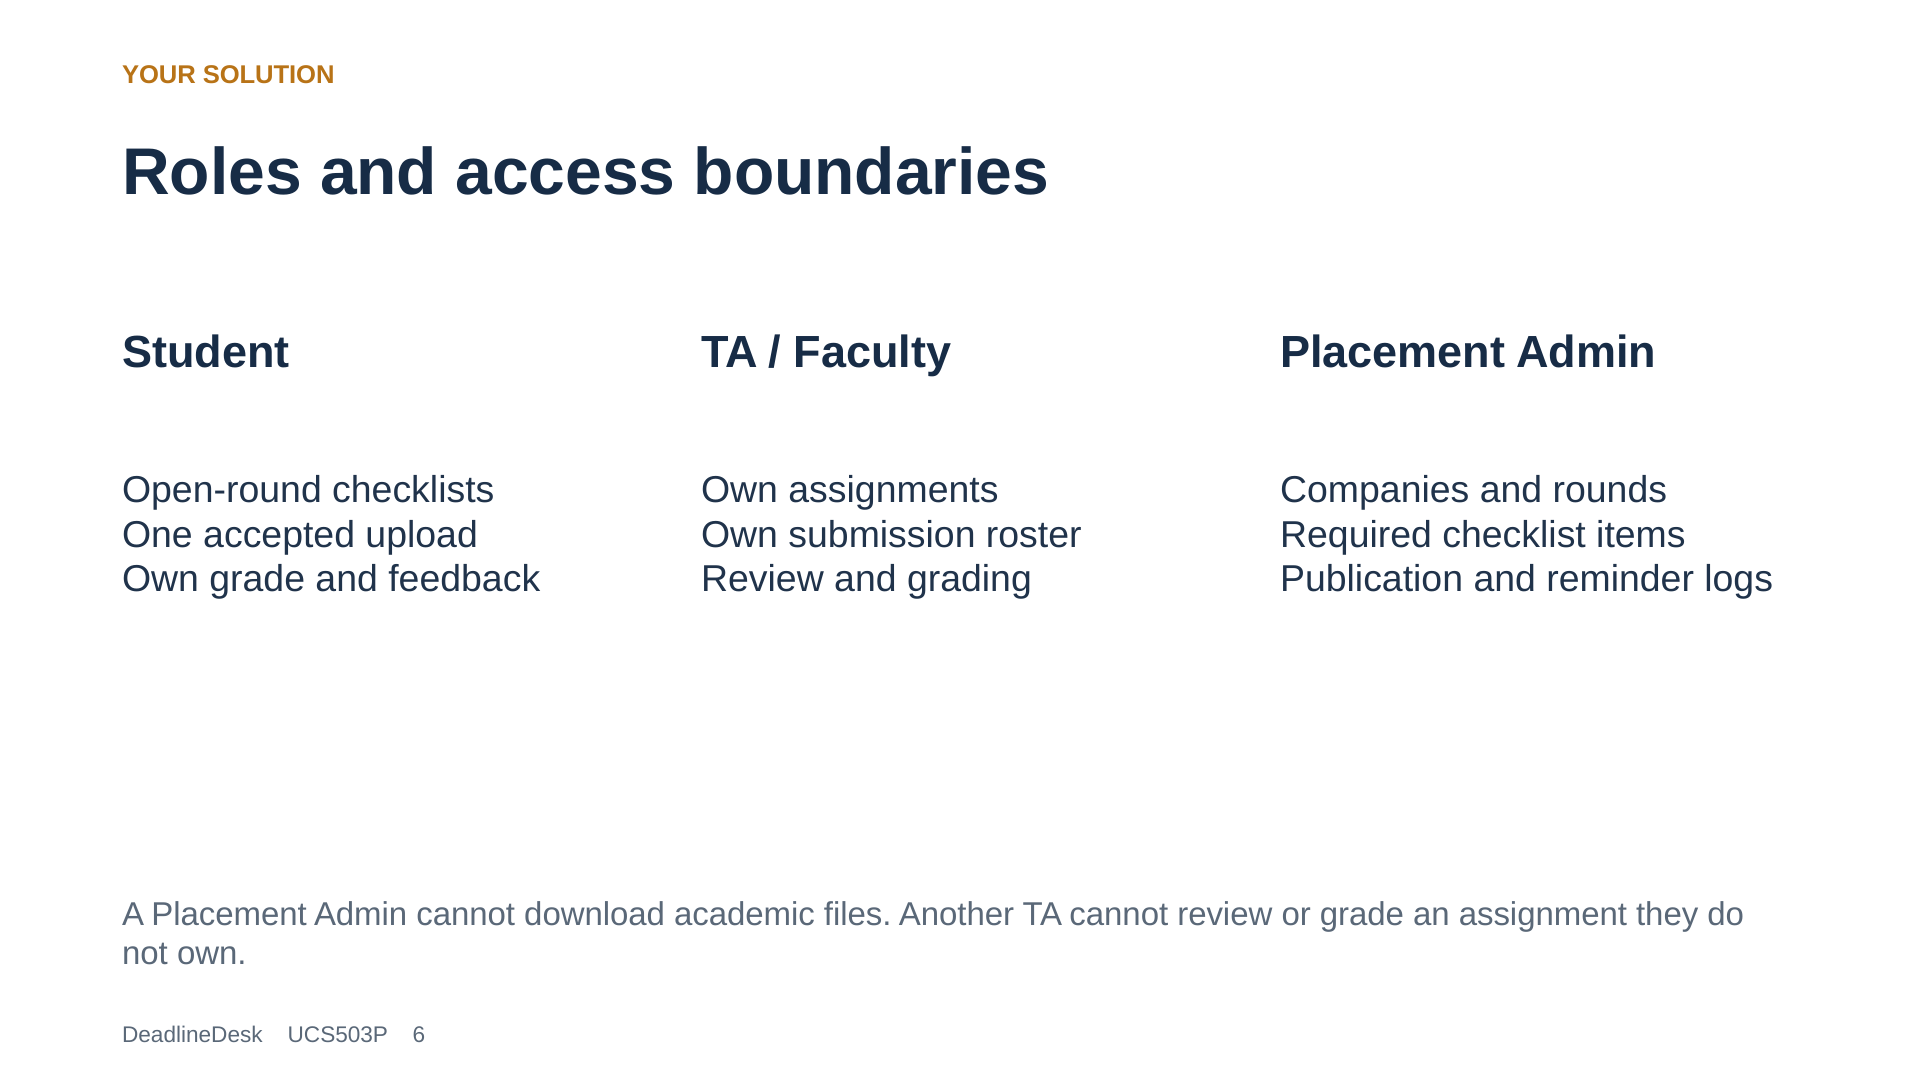 YOUR SOLUTION
Roles and access boundaries
Student
Open-round checklists
One accepted upload
Own grade and feedback
TA / Faculty
Own assignments
Own submission roster
Review and grading
Placement Admin
Companies and rounds
Required checklist items
Publication and reminder logs
A Placement Admin cannot download academic files. Another TA cannot review or grade an assignment they do
not own.
DeadlineDesk UCS503P 6